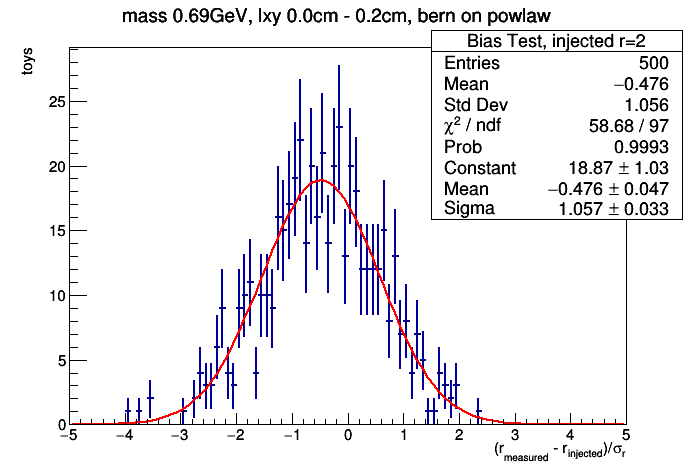 mass 0.69GeV, lxy 0.0cm - 0.2cm, bern on powlaw
Bias Test, injected r=2
Entries 500
Mean −0.476
Std Dev 1.056
χ² / ndf 58.68 / 97
Prob 0.9993
Constant 18.87 ± 1.03
Mean −0.476 ± 0.047
Sigma 1.057 ± 0.033
toys
25
20
15
10
5
0
−5 −4 −3 −2 −1 0 1 2 3 4 5
(r_measured - r_injected)/σ_r